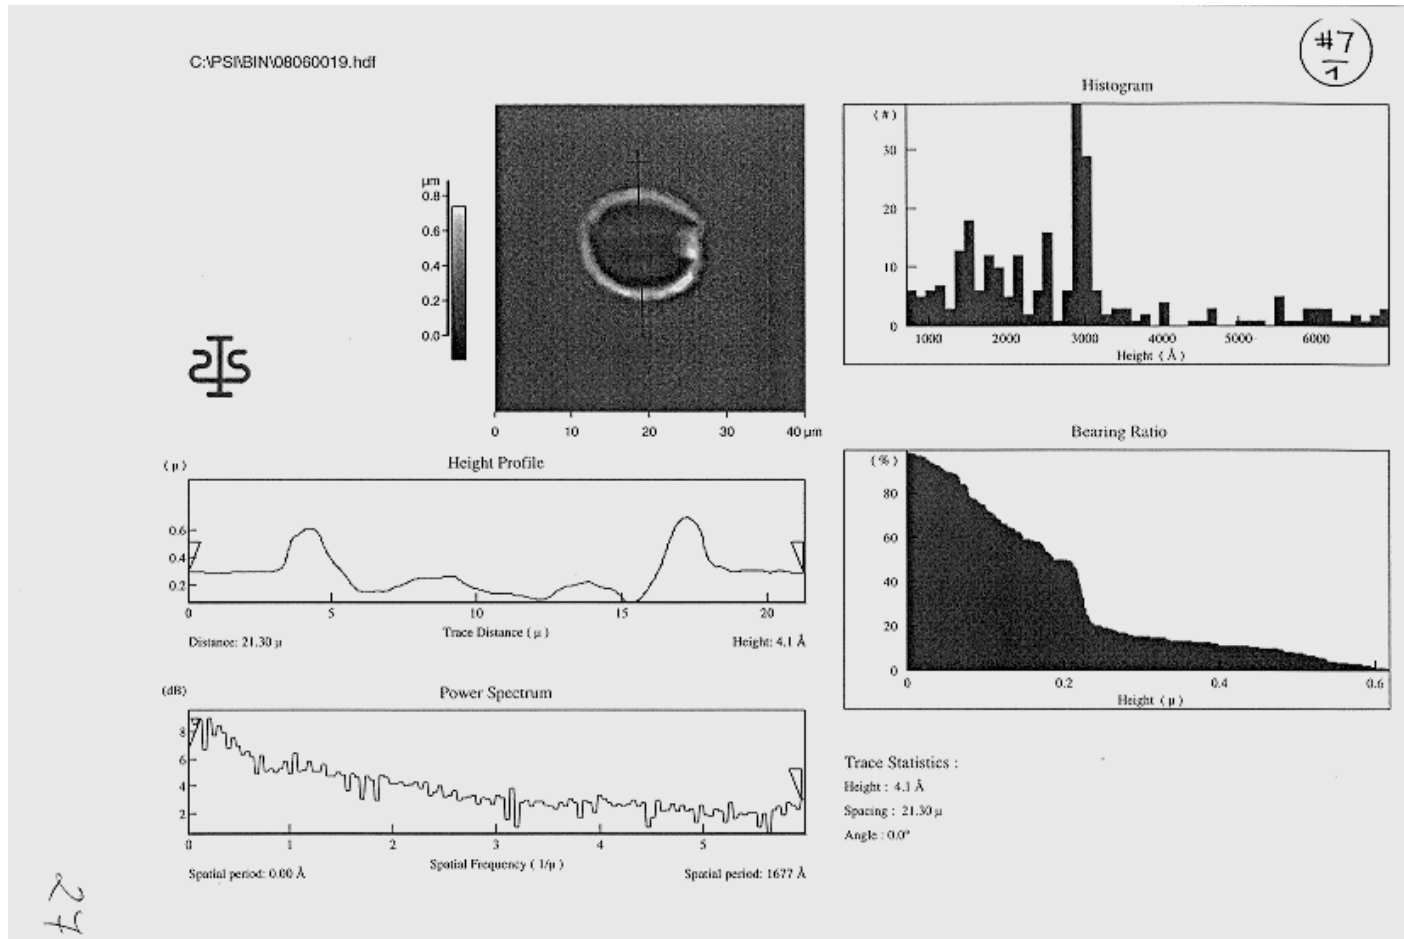 C:\PSI\BIN\08060019.hdf
#7
1
Histogram
(#)
30
20
10
0
1000 2000 3000 4000 5000 6000
Height (Å)
µm
0.8
0.6
0.4
0.2
0.0
0 10 20 30 40 µm
Bearing Ratio
(%)
80
60
40
20
0
0 0.2 0.4 0.6
Height (µ)
Height Profile
(µ)
0.6
0.4
0.2
0 5 10 15 20
Trace Distance (µ)
Distance: 21.30 µ
Height: 4.1 Å
Power Spectrum
(dB)
8
6
4
2
0 1 2 3 4 5
Spatial Frequency (1/µ)
Spatial period: 0.00 Å
Spatial period: 1677 Å
Trace Statistics :
Height : 4.1 Å
Spacing : 21.30 µ
Angle : 0.0°
27